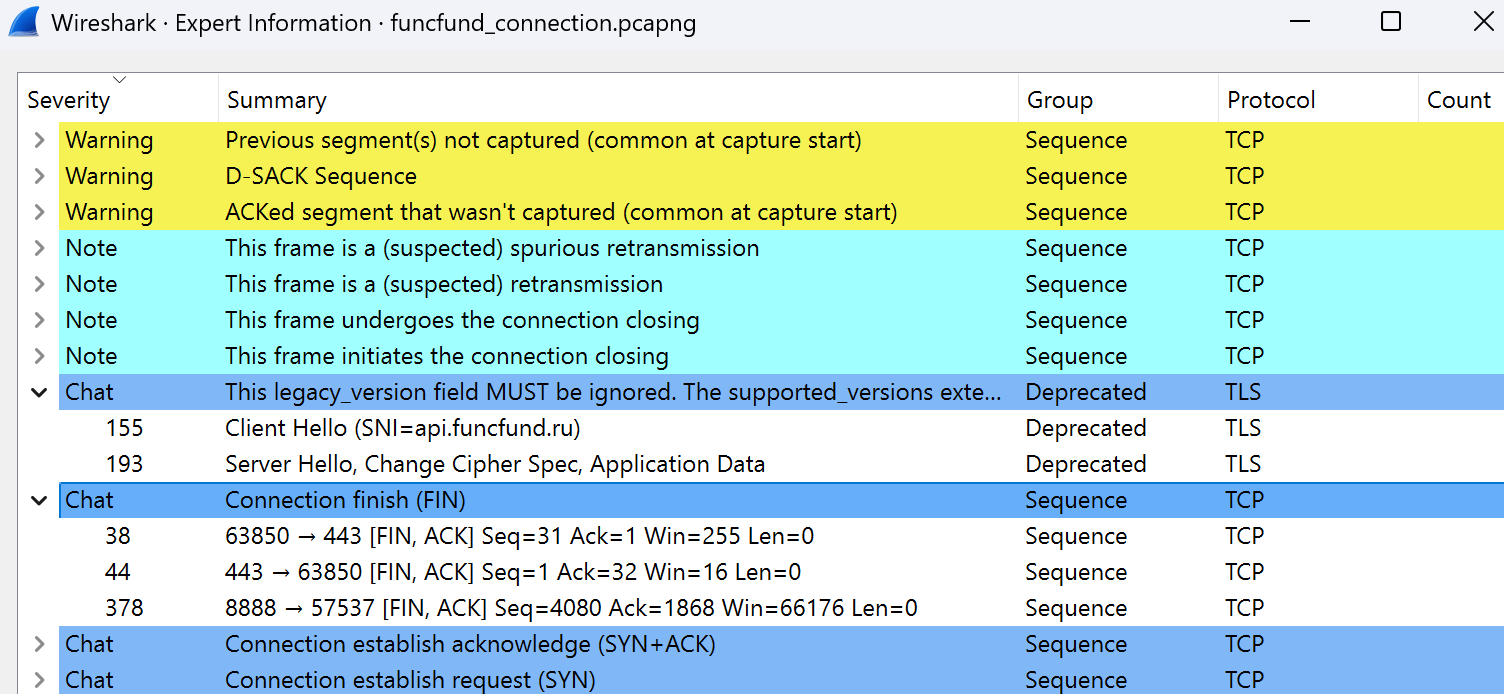 Wireshark · Expert Information · funcfund_connection.pcapng
Severity Summary Group Protocol Count
Warning Previous segment(s) not captured (common at capture start) Sequence TCP
Warning D-SACK Sequence Sequence TCP
Warning ACKed segment that wasn't captured (common at capture start) Sequence TCP
Note This frame is a (suspected) spurious retransmission Sequence TCP
Note This frame is a (suspected) retransmission Sequence TCP
Note This frame undergoes the connection closing Sequence TCP
Note This frame initiates the connection closing Sequence TCP
Chat This legacy_version field MUST be ignored. The supported_versions exte... Deprecated TLS
155 Client Hello (SNI=api.funcfund.ru) Deprecated TLS
193 Server Hello, Change Cipher Spec, Application Data Deprecated TLS
Chat Connection finish (FIN) Sequence TCP
38 63850 → 443 [FIN, ACK] Seq=31 Ack=1 Win=255 Len=0 Sequence TCP
44 443 → 63850 [FIN, ACK] Seq=1 Ack=32 Win=16 Len=0 Sequence TCP
378 8888 → 57537 [FIN, ACK] Seq=4080 Ack=1868 Win=66176 Len=0 Sequence TCP
Chat Connection establish acknowledge (SYN+ACK) Sequence TCP
Chat Connection establish request (SYN) Sequence TCP